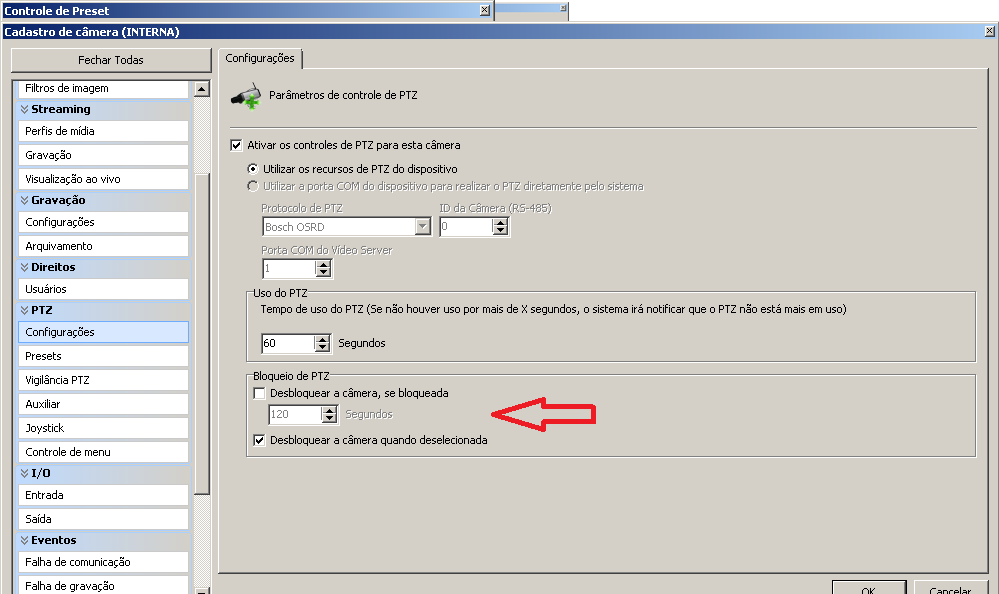 Controle de Preset
Cadastro de câmera (INTERNA)
Fechar Todas
Filtros de imagem
Streaming
Perfis de mídia
Gravação
Visualização ao vivo
Gravação
Configurações
Arquivamento
Direitos
Usuários
PTZ
Configurações
Presets
Vigilância PTZ
Auxiliar
Joystick
Controle de menu
I/O
Entrada
Saída
Eventos
Falha de comunicação
Falha de gravação
Configurações
Parâmetros de controle de PTZ
Ativar os controles de PTZ para esta câmera
Utilizar os recursos de PTZ do dispositivo
Utilizar a porta COM do dispositivo para realizar o PTZ diretamente pelo sistema
Protocolo de PTZ ID da Câmera (RS-485)
Bosch OSRD 0
Porta COM do Vídeo Server
1
Uso do PTZ
Tempo de uso do PTZ (Se não houver uso por mais de X segundos, o sistema irá notificar que o PTZ não está mais em uso)
60 Segundos
Bloqueio de PTZ
Desbloquear a câmera, se bloqueada
120 Segundos
Desbloquear a câmera quando deselecionada
OK Cancelar